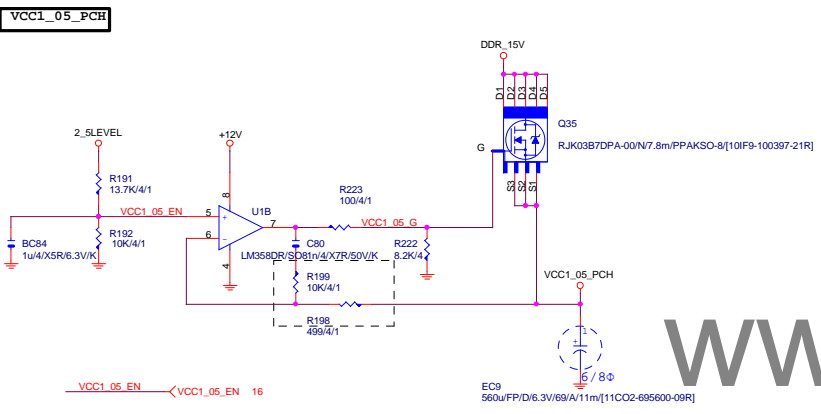 VCC1_05_PCH
DDR_15V
D1
D2
D3
D4
D5
Q35
RJK03B7DPA-00/N/7.8m/PPAKSO-8/[10IF9-100397-21R]
G
S3
S2
S1
2_5LEVEL
+12V
R191
13.7K/4/1
VCC1_05_EN
R192
10K/4/1
BC84
1u/4/X5R/6.3V/K
8
5
+
6
-
U1B
7
4
R223
100/4/1
VCC1_05_G
C80
LM358DR/SO8
1n/4/X7R/50V/K
R222
8.2K/4
R199
10K/4/1
R198
499/4/1
VCC1_05_PCH
1
+
6/8Φ
EC9
560u/FP/D/6.3V/69/A/11m/[11CO2-695600-09R]
VCC1_05_EN
VCC1_05_EN 16
WW